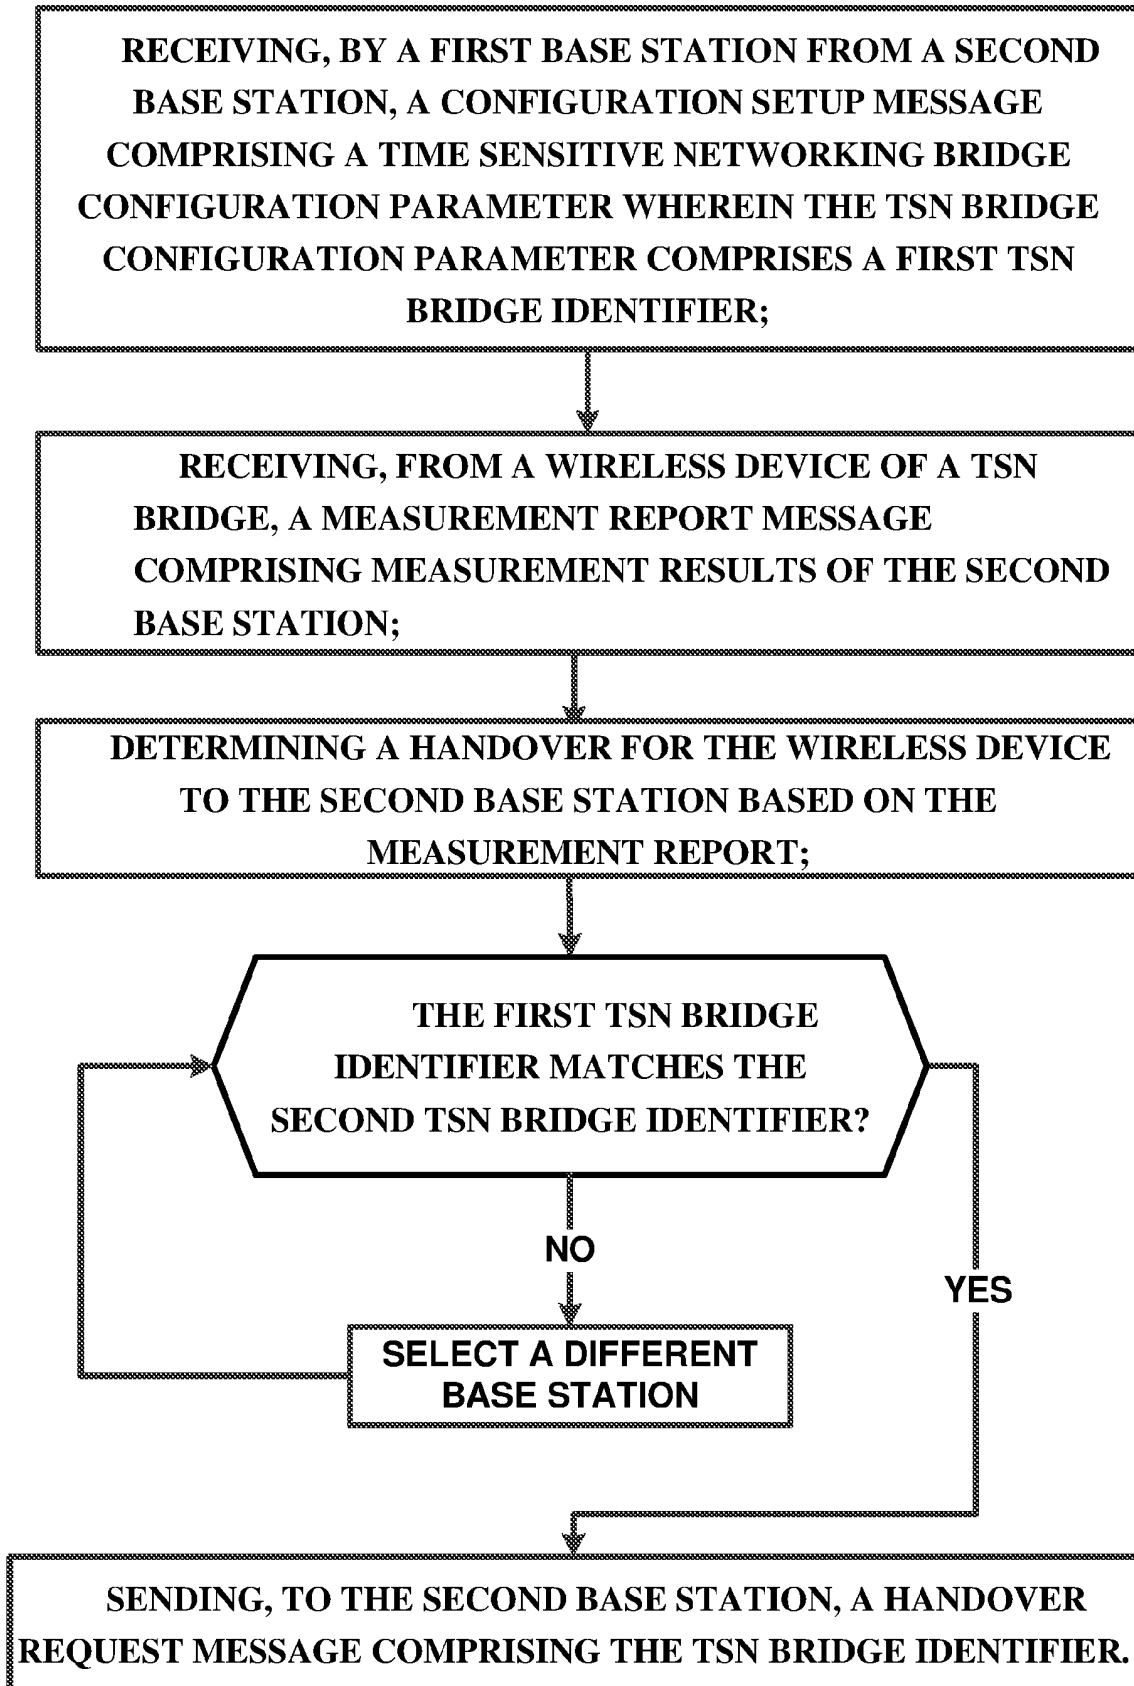 RECEIVING, BY A FIRST BASE STATION FROM A SECOND
BASE STATION, A CONFIGURATION SETUP MESSAGE
COMPRISING A TIME SENSITIVE NETWORKING BRIDGE
CONFIGURATION PARAMETER WHEREIN THE TSN BRIDGE
CONFIGURATION PARAMETER COMPRISES A FIRST TSN
BRIDGE IDENTIFIER;
RECEIVING, FROM A WIRELESS DEVICE OF A TSN
BRIDGE, A MEASUREMENT REPORT MESSAGE
COMPRISING MEASUREMENT RESULTS OF THE SECOND
BASE STATION;
DETERMINING A HANDOVER FOR THE WIRELESS DEVICE
TO THE SECOND BASE STATION BASED ON THE
MEASUREMENT REPORT;
THE FIRST TSN BRIDGE
IDENTIFIER MATCHES THE
SECOND TSN BRIDGE IDENTIFIER?
NO
YES
SELECT A DIFFERENT
BASE STATION
SENDING, TO THE SECOND BASE STATION, A HANDOVER
REQUEST MESSAGE COMPRISING THE TSN BRIDGE IDENTIFIER.